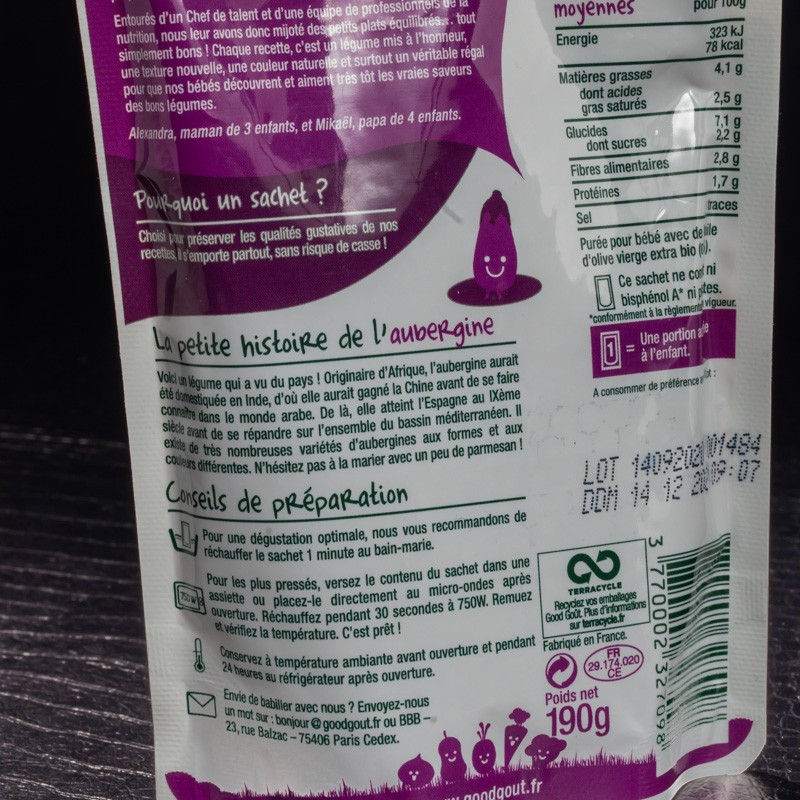 Entourés d'un Chef de talent et d'une équipe de professionnels de la
nutrition, nous leur avons donc mijoté des petits plats équilibrés... tout
simplement bons ! Chaque recette, c'est un légume mis à l'honneur,
une texture nouvelle, une couleur naturelle et surtout un véritable régal
pour que nos bébés découvrent et aiment très tôt les vraies saveurs
des bons légumes.
Alexandra, maman de 3 enfants, et Mikaël, papa de 4 enfants.
Pourquoi un sachet ?
Choisi pour préserver les qualités gustatives de nos
recettes, il s'emporte partout, sans risque de casse !
La petite histoire de l'aubergine
Voici un légume qui a vu du pays ! Originaire d'Afrique, l'aubergine aurait
été domestiquée en Inde, d'où elle aurait gagné la Chine avant de se faire
connaître dans le monde arabe. De là, elle atteint l'Espagne au IXème
siècle avant de se répandre sur l'ensemble du bassin méditerranéen. Il
existe de très nombreuses variétés d'aubergines aux formes et aux
couleurs différentes. N'hésitez pas à la marier avec un peu de parmesan !
Conseils de préparation
Pour une dégustation optimale, nous vous recommandons de
réchauffer le sachet 1 minute au bain-marie.
750W
Pour les plus pressés, versez le contenu du sachet dans une
assiette ou placez-le directement au micro-ondes après
ouverture. Réchauffez pendant 30 secondes à 750W. Remuez
et vérifiez la température. C'est prêt !
Conservez à température ambiante avant ouverture et pendant
24 heures au réfrigérateur après ouverture.
Envie de babiller avec nous ? Envoyez-nous
un mot sur : bonjour@goodgout.fr ou BBB –
23, rue Balzac – 75406 Paris Cedex.
moyennes pour 100g
Energie 323 kJ
78 kcal
Matières grasses 4,1 g
dont acides
gras saturés 2,5 g
Glucides 7,1 g
dont sucres 2,2 g
Fibres alimentaires 2,8 g
Protéines 1,7 g
Sel traces
Purée pour bébé avec de
d'olive vierge extra bio
Ce sachet ne ni
bisphénol A* ni
*conformément à la vigueur.
1 = Une portion
à l'enfant.
A consommer de préférence
LOT 1409202 001484
DDM 14 12 09:07
TERRACYCLE
Recyclez vos emballages
Good Goût. Plus d'informations
sur terracycle.fr
Fabriqué en France.
FR
29.174.020
CE
Poids net
190g
3 770002 327098
goodgout.fr